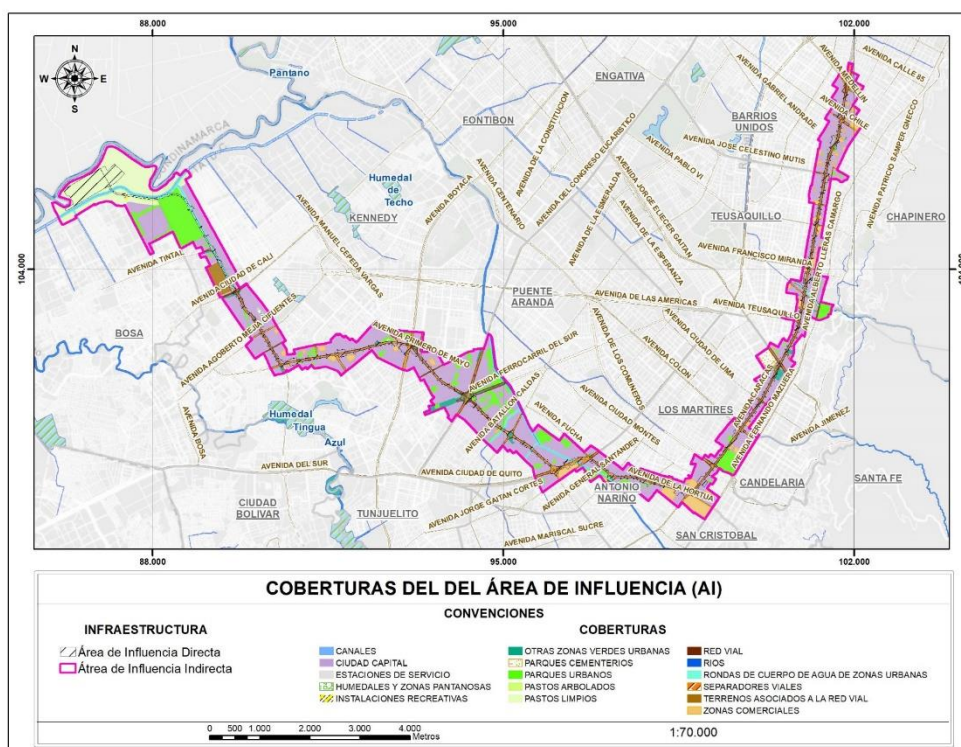 88.000 95.000 102.000
N
W E
S
Pantano
ENGATIVA
AVENIDA CALLE 85
AVENIDA MEDELLIN
AVENIDA GABRIEL ANDRADE
AVENIDA CHILE
BARRIOS
UNIDOS
FONTIBON
AVENIDA DE LA CONSTITUCION
AVENIDA DEL CONGRESO EUCARISTICO
AVENIDA JOSE CELESTINO MUTIS
AVENIDA PABLO VI
AVENIDA PATRICIO SAMPER GNECO
CUNDINAMARCA
Humedal
de
Techo
AVENIDA BOYACA
AVENIDA CENTENARIO
AVENIDA DE LA ESMERALDA
AVENIDA JORGE ELIECER GAITAN
AVENIDA DE LA ESPERANZA
KENNEDY
AVENIDA MANUEL CEPEDA VARGAS
TEUSAQUILLO
CHAPINERO
AVENIDA ALBERTO LLERAS CAMARGO
AVENIDA FRANCISCO MIRANDA
AVENIDA TINTAL
104.000
AVENIDA CIUDAD DE CALI
PUENTE
ARANDA
AVENIDA DE LAS AMERICAS
AVENIDA TEUSAQUILLO
BOSA
AVENIDA ADOBERTO MEJIA CIFUENTES
AVENIDA PRIMERO DE MAYO
AVENIDA FERROCARRIL DEL SUR
AVENIDA DE LOS COMUNEROS
AVENIDA CIUDAD DE LIMA
AVENIDA COLON
AVENIDA CARACAS
AVENIDA FERNANDO MAZUERA
AVENIDA BATALLON CALDAS
LOS MARTIRES
AVENIDA JIMENEZ
Humedal
Tingua
Azul
AVENIDA BOSA
AVENIDA FUCHA
AVENIDA CIUDAD MONTES
AVENIDA DEL SUR
AVENIDA CIUDAD DE QUITO
AVENIDA GENERAL SANTANDER
AVENIDA DE LA HORTUA
ANTONIO
NARIÑO
CANDELARIA
SANTA FE
CIUDAD
BOLIVAR
TUNJUELITO
AVENIDA JORGE GAITAN CORTES
AVENIDA MARISCAL SUCRE
SAN CRISTOBAL
88.000 95.000 102.000
COBERTURAS DEL DEL ÁREA DE INFLUENCIA (AI)
CONVENCIONES
INFRAESTRUCTURA
Área de Influencia Directa
Átrea de Influencia Indirecta
COBERTURAS
CANALES
CIUDAD CAPITAL
ESTACIONES DE SERVICIO
HUMEDALES Y ZONAS PANTANOSAS
INSTALACIONES RECREATIVAS
OTRAS ZONAS VERDES URBANAS
PARQUES CEMENTERIOS
PARQUES URBANOS
PASTOS ARBOLADOS
PASTOS LIMPIOS
RED VIAL
RIOS
RONDAS DE CUERPO DE AGUA DE ZONAS URBANAS
SEPARADORES VIALES
TERRENOS ASOCIADOS A LA RED VIAL
ZONAS COMERCIALES
0 500 1.000 2.000 3.000 4.000
Metros
1:70.000